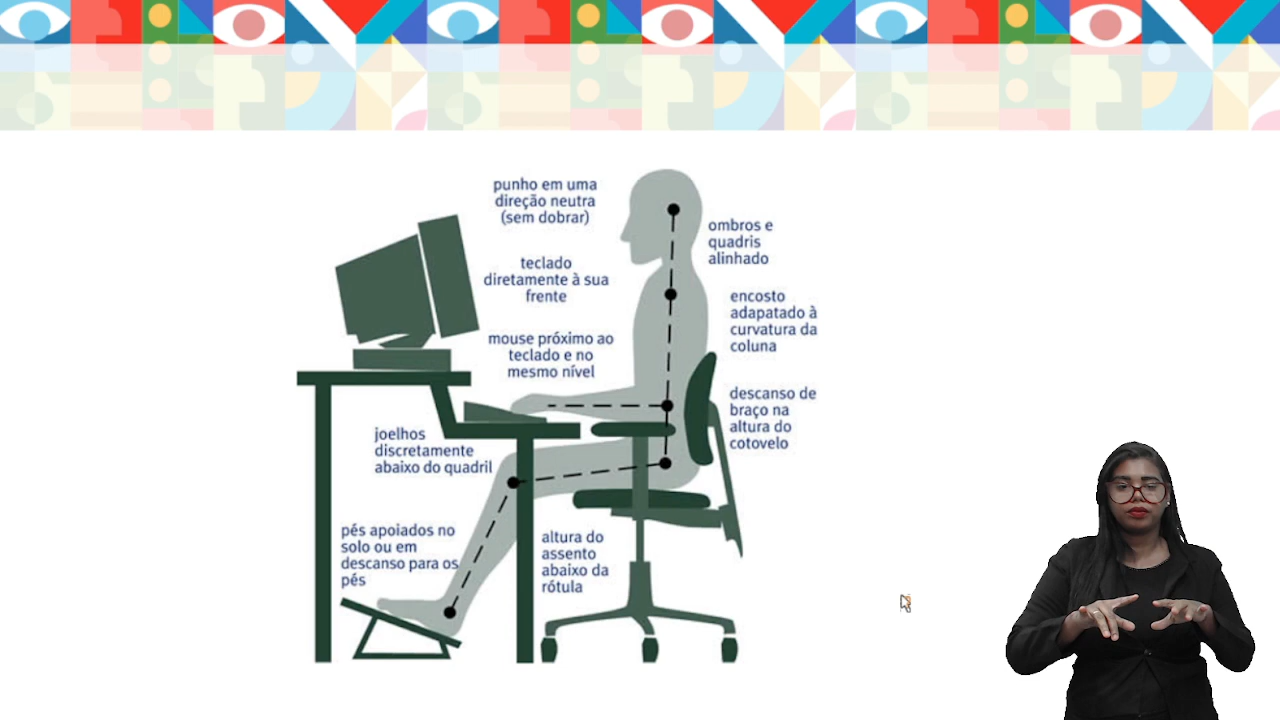 punho em uma
direção neutra
(sem dobrar)
ombros e
quadris
alinhado
teclado
diretamente à sua
frente
encosto
adapatado à
curvatura da
coluna
mouse próximo ao
teclado e no
mesmo nível
descanso de
braço na
altura do
cotovelo
joelhos
discretamente
abaixo do quadril
pés apoiados no
solo ou em
descanso para os
pés
altura do
assento
abaixo da
rótula